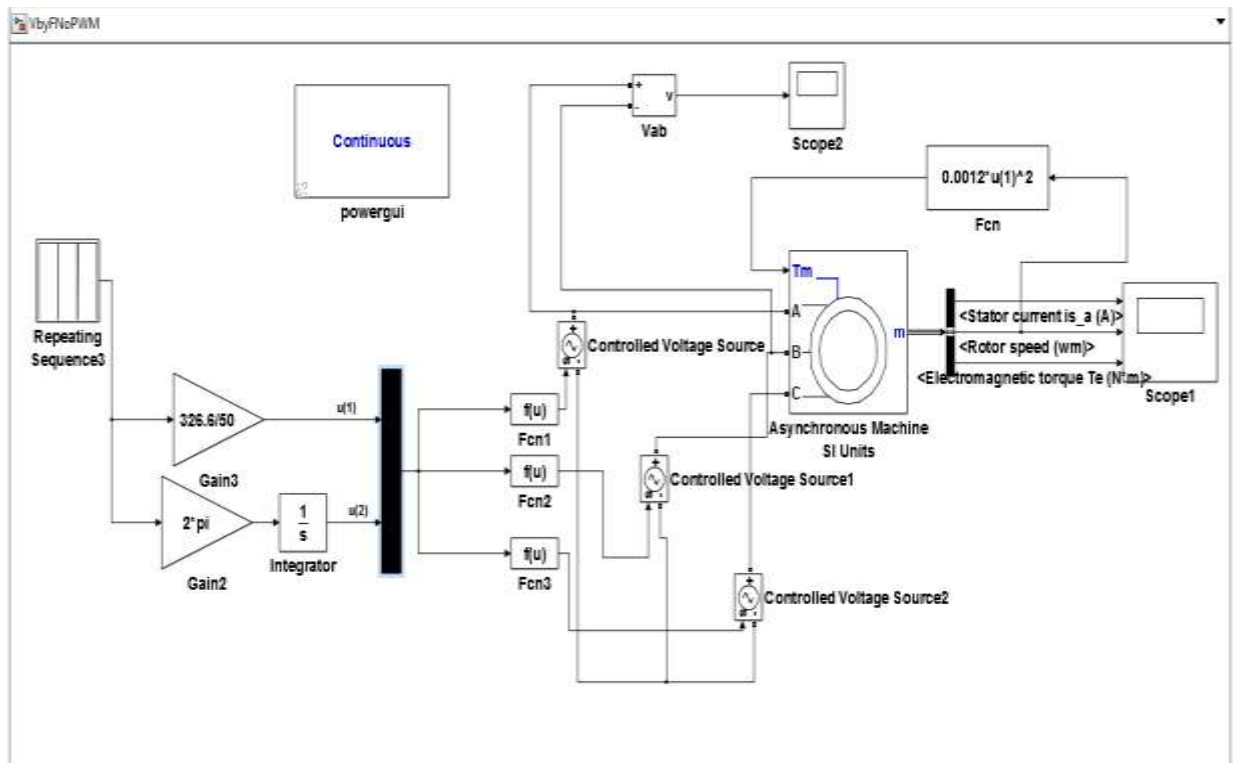 VbyFNoPWM
Continuous
powergui
+
-
v
Vab
Scope2
0.0012*u(1)^2
Fcn
Repeating
Sequence3
Tm
A
B
C
m
Asynchronous Machine
SI Units
<Stator current is_a (A)>
<Rotor speed (wm)>
<Electromagnetic torque Te (N*m)>
Scope1
+
-
Controlled Voltage Source
326.6/50
Gain3
u(1)
f(u)
Fcn1
+
-
Controlled Voltage Source1
f(u)
Fcn2
2*pi
Gain2
1
s
Integrator
u(2)
f(u)
Fcn3
+
-
Controlled Voltage Source2